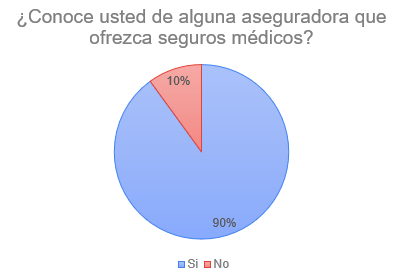 ¿Conoce usted de alguna aseguradora que
ofrezca seguros médicos?
10%
90%
Si No